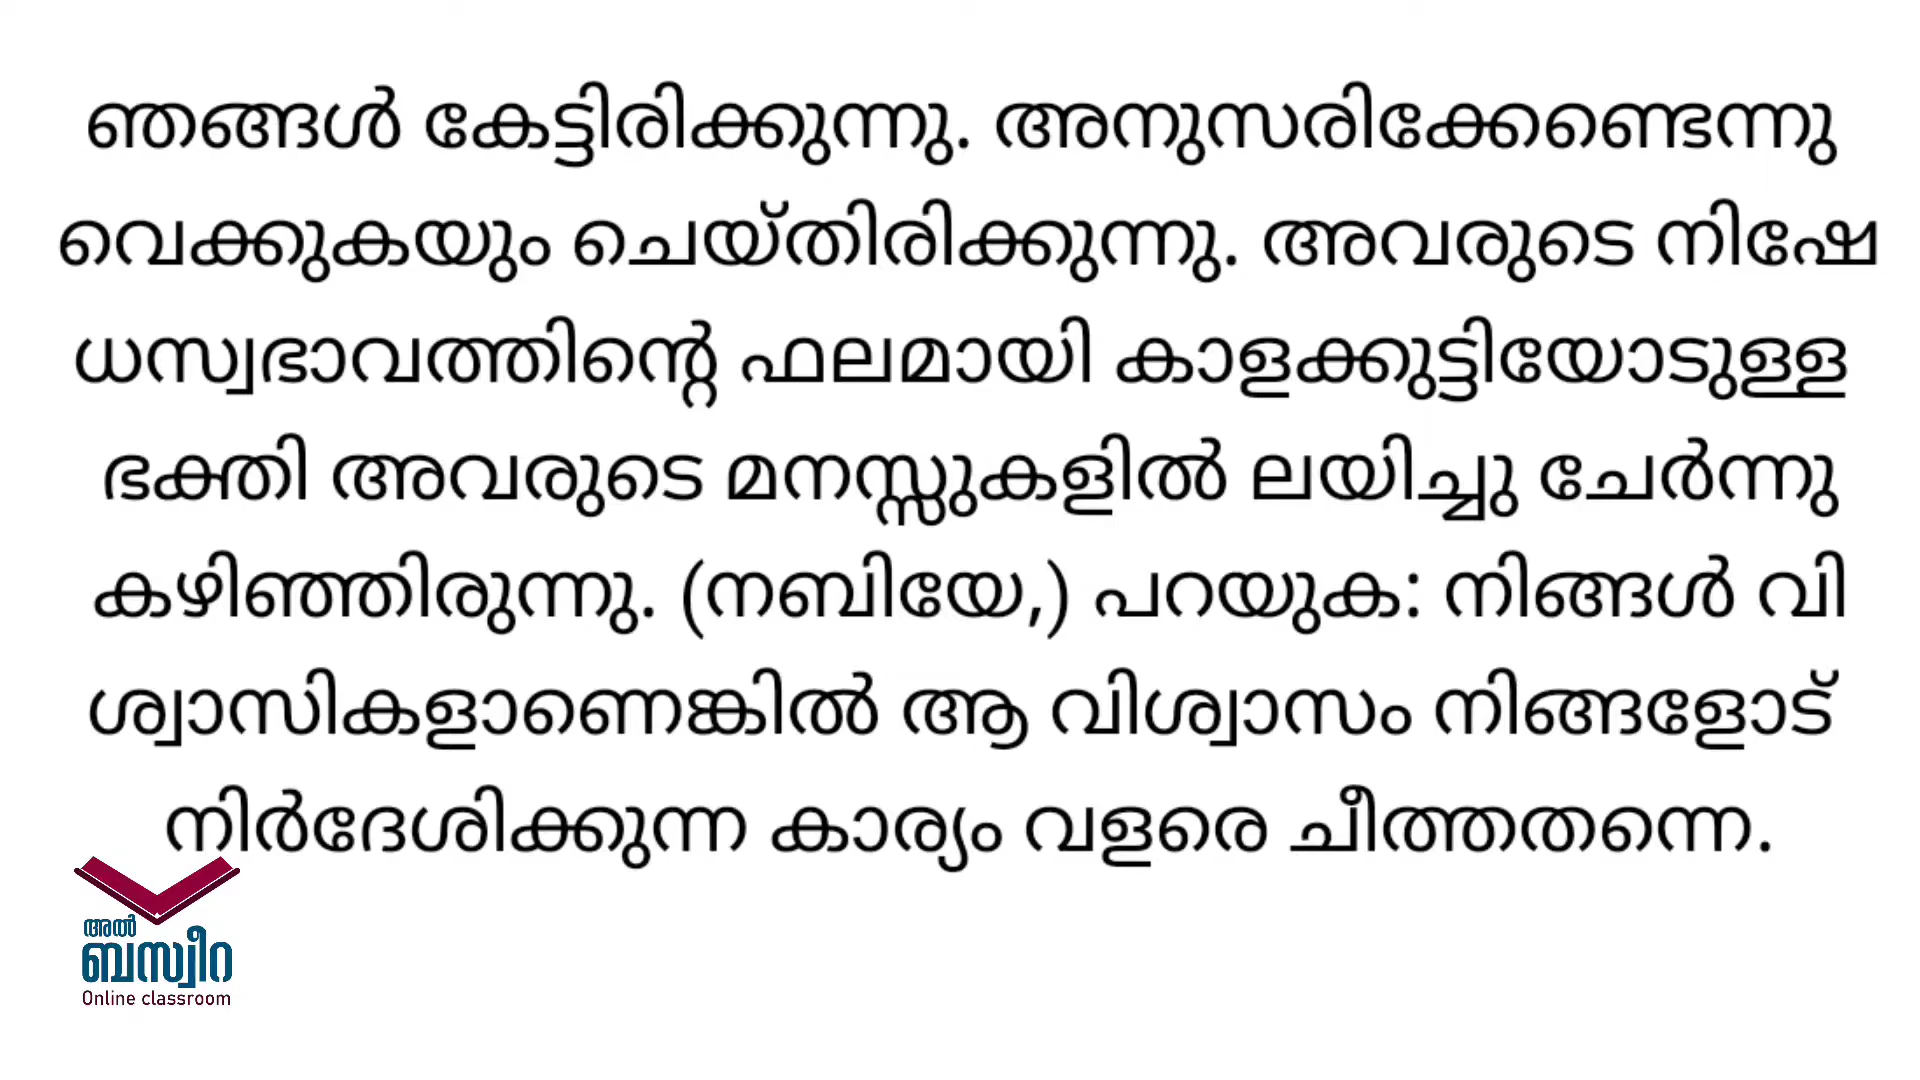 ഞങ്ങൾ കേട്ടിരിക്കുന്നു. അനുസരിക്കേണ്ടെന്നു
വെക്കുകയും ചെയ്തിരിക്കുന്നു. അവരുടെ നിഷേ
ധസ്വഭാവത്തിന്റെ ഫലമായി കാളക്കുട്ടിയോടുള്ള
ഭക്തി അവരുടെ മനസ്സുകളിൽ ലയിച്ചു ചേർന്നു
കഴിഞ്ഞിരുന്നു. (നബിയേ,) പറയുക: നിങ്ങൾ വി
ശ്വാസികളാണെങ്കിൽ ആ വിശ്വാസം നിങ്ങളോട്
നിർദേശിക്കുന്ന കാര്യം വളരെ ചീത്തതന്നെ.
അൽ
ബസ്വീറ
Online classroom